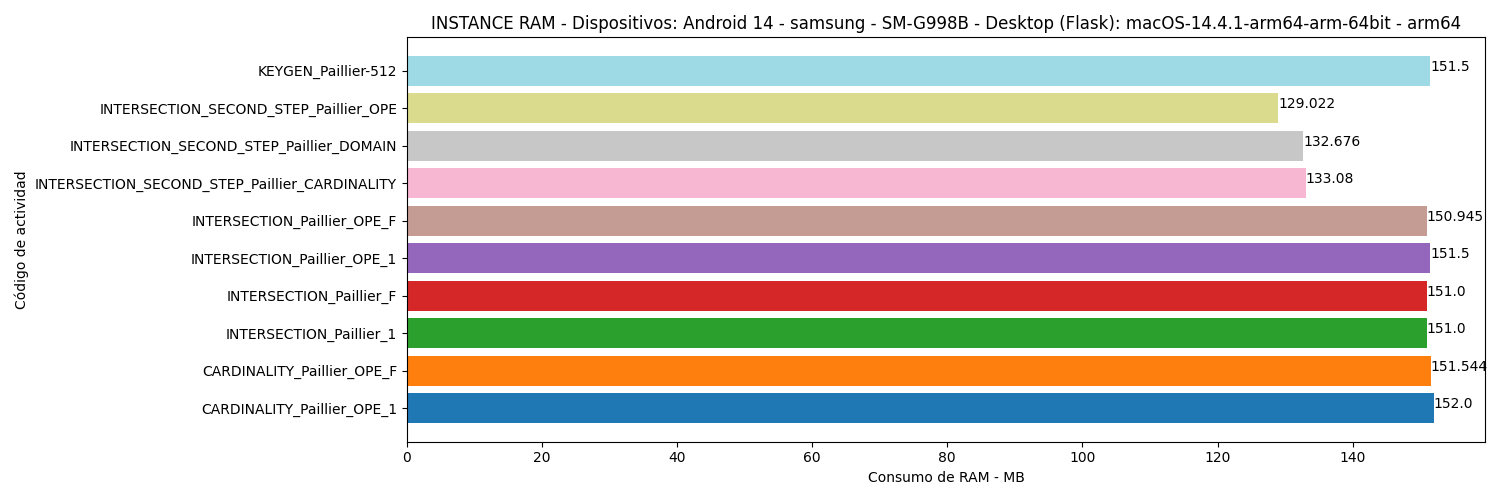 INSTANCE RAM - Dispositivos: Android 14 - samsung - SM-G998B - Desktop (Flask): macOS-14.4.1-arm64-arm-64bit - arm64
Código de actividad
KEYGEN_Paillier-512 151.5
INTERSECTION_SECOND_STEP_Paillier_OPE 129.022
INTERSECTION_SECOND_STEP_Paillier_DOMAIN 132.676
INTERSECTION_SECOND_STEP_Paillier_CARDINALITY 133.08
INTERSECTION_Paillier_OPE_F 150.945
INTERSECTION_Paillier_OPE_1 151.5
INTERSECTION_Paillier_F 151.0
INTERSECTION_Paillier_1 151.0
CARDINALITY_Paillier_OPE_F 151.544
CARDINALITY_Paillier_OPE_1 152.0
0 20 40 60 80 100 120 140
Consumo de RAM - MB